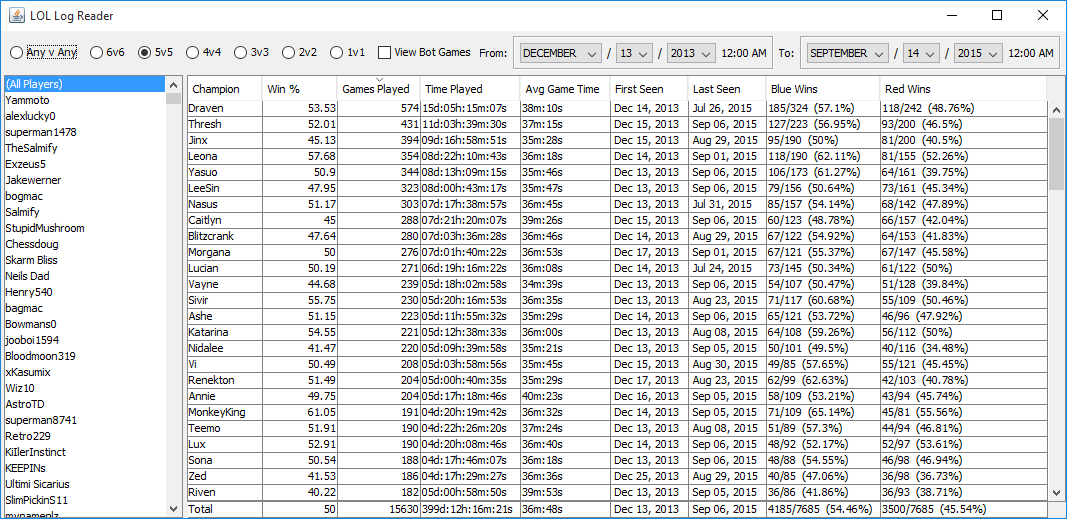 LOL Log Reader
Any v Any 6v6 5v5 4v4 3v3 2v2 1v1 View Bot Games From: DECEMBER / 13 / 2013 12:00 AM To: SEPTEMBER / 14 / 2015 12:00 AM
(All Players)
Yammoto
alexlucky0
superman1478
TheSalmify
Exzeus5
Jakewerner
bogmac
Salmify
StupidMushroom
Chessdoug
Skarm Bliss
Neils Dad
Henry540
bagmac
Bowmans0
jooboi1594
Bloodmoon319
xKasumix
Wiz10
AstroTD
superman8741
Retro229
KiIlerInstinct
KEEPINs
Ultimi Sicarius
SlimPickinS11
mynameplz
Champion Win % Games Played Time Played Avg Game Time First Seen Last Seen Blue Wins Red Wins
Draven 53.53 574 15d:05h:15m:07s 38m:10s Dec 14, 2013 Jul 26, 2015 185/324 (57.1%) 118/242 (48.76%)
Thresh 52.01 431 11d:03h:39m:30s 37m:15s Dec 15, 2013 Sep 06, 2015 127/223 (56.95%) 93/200 (46.5%)
Jinx 45.13 394 09d:16h:58m:51s 35m:28s Dec 15, 2013 Aug 29, 2015 95/190 (50%) 81/200 (40.5%)
Leona 57.68 354 08d:22h:10m:43s 36m:18s Dec 14, 2013 Sep 01, 2015 118/190 (62.11%) 81/155 (52.26%)
Yasuo 50.9 344 08d:13h:09m:15s 35m:46s Dec 13, 2013 Sep 06, 2015 106/173 (61.27%) 64/161 (39.75%)
LeeSin 47.95 323 08d:00h:43m:17s 35m:47s Dec 13, 2013 Sep 06, 2015 79/156 (50.64%) 73/161 (45.34%)
Nasus 51.17 303 07d:17h:38m:57s 36m:45s Dec 13, 2013 Jul 31, 2015 85/157 (54.14%) 68/142 (47.89%)
Caitlyn 45 288 07d:21h:20m:07s 39m:26s Dec 15, 2013 Sep 06, 2015 60/123 (48.78%) 66/157 (42.04%)
Blitzcrank 47.64 280 07d:03h:36m:28s 36m:46s Dec 14, 2013 Aug 29, 2015 67/122 (54.92%) 64/153 (41.83%)
Morgana 50 276 07d:01h:40m:22s 36m:53s Dec 17, 2013 Sep 01, 2015 67/121 (55.37%) 67/147 (45.58%)
Lucian 50.19 271 06d:19h:16m:22s 36m:08s Dec 14, 2013 Jul 24, 2015 73/145 (50.34%) 61/122 (50%)
Vayne 44.68 239 05d:18h:02m:58s 34m:39s Dec 13, 2013 Sep 06, 2015 54/107 (50.47%) 51/128 (39.84%)
Sivir 55.75 230 05d:20h:16m:53s 36m:35s Dec 13, 2013 Aug 23, 2015 71/117 (60.68%) 55/109 (50.46%)
Ashe 51.15 223 05d:11h:55m:32s 35m:29s Dec 14, 2013 Sep 06, 2015 65/121 (53.72%) 46/96 (47.92%)
Katarina 54.55 221 05d:12h:38m:33s 36m:00s Dec 13, 2013 Aug 08, 2015 64/108 (59.26%) 56/112 (50%)
Nidalee 41.47 220 05d:09h:39m:58s 35m:21s Dec 13, 2013 Sep 05, 2015 50/101 (49.5%) 40/116 (34.48%)
Vi 50.49 208 05d:03h:58m:56s 35m:45s Dec 15, 2013 Aug 30, 2015 49/85 (57.65%) 55/121 (45.45%)
Renekton 51.49 204 05d:00h:40m:35s 35m:29s Dec 17, 2013 Aug 23, 2015 62/99 (62.63%) 42/103 (40.78%)
Annie 49.75 204 05d:17h:18m:46s 40m:23s Dec 16, 2013 Sep 05, 2015 58/109 (53.21%) 43/94 (45.74%)
MonkeyKing 61.05 191 04d:20h:19m:42s 36m:32s Dec 14, 2013 Sep 06, 2015 71/109 (65.14%) 45/81 (55.56%)
Teemo 51.91 190 04d:22h:26m:20s 37m:24s Dec 13, 2013 Aug 08, 2015 51/89 (57.3%) 44/94 (46.81%)
Lux 52.91 190 04d:20h:08m:46s 36m:40s Dec 14, 2013 Sep 06, 2015 48/92 (52.17%) 52/97 (53.61%)
Sona 50.54 188 04d:17h:46m:07s 36m:18s Dec 13, 2013 Sep 06, 2015 48/88 (54.55%) 46/98 (46.94%)
Zed 41.53 186 04d:17h:29m:27s 36m:36s Dec 25, 2013 Aug 29, 2015 40/85 (47.06%) 36/98 (36.73%)
Riven 40.22 182 05d:00h:58m:50s 39m:53s Dec 13, 2013 Sep 05, 2015 36/86 (41.86%) 36/93 (38.71%)
Total 50 15630 399d:12h:16m:21s 36m:48s Dec 13, 2013 Sep 06, 2015 4185/7685 (54.46%) 3500/7685 (45.54%)